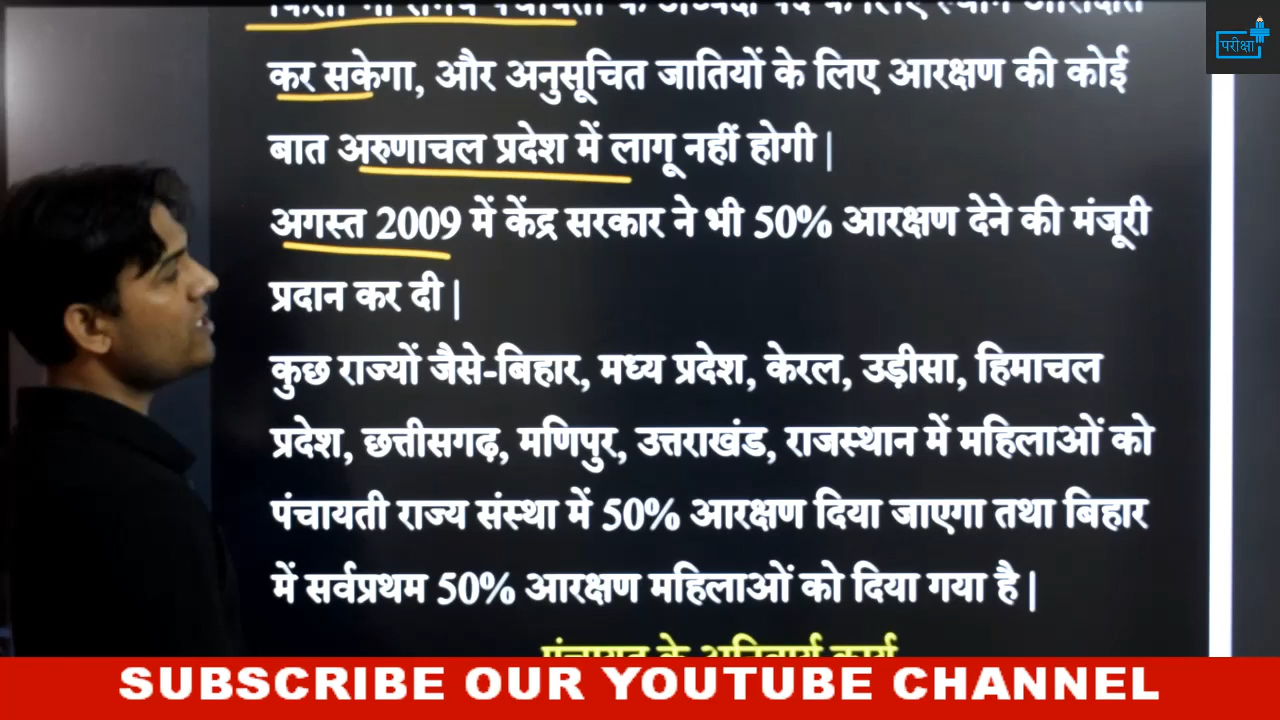 कर सकेगा, और अनुसूचित जातियों के लिए आरक्षण की कोई
बात अरुणाचल प्रदेश में लागू नहीं होगी |
अगस्त 2009 में केंद्र सरकार ने भी 50% आरक्षण देने की मंजूरी
प्रदान कर दी |
कुछ राज्यों जैसे-बिहार, मध्य प्रदेश, केरल, उड़ीसा, हिमाचल
प्रदेश, छत्तीसगढ़, मणिपुर, उत्तराखंड, राजस्थान में महिलाओं को
पंचायती राज्य संस्था में 50% आरक्षण दिया जाएगा तथा बिहार
में सर्वप्रथम 50% आरक्षण महिलाओं को दिया गया है |
पंचायत के अनिवार्य कार्य
परीक्षा
SUBSCRIBE OUR YOUTUBE CHANNEL